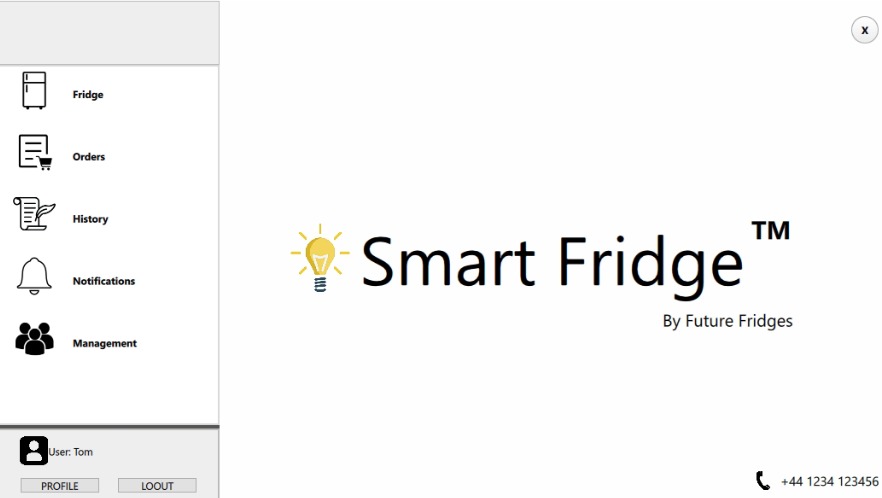 Fridge
Orders
History
Notifications
Management
User: Tom
PROFILE
LOOUT
x
Smart Fridge™
By Future Fridges
+44 1234 123456